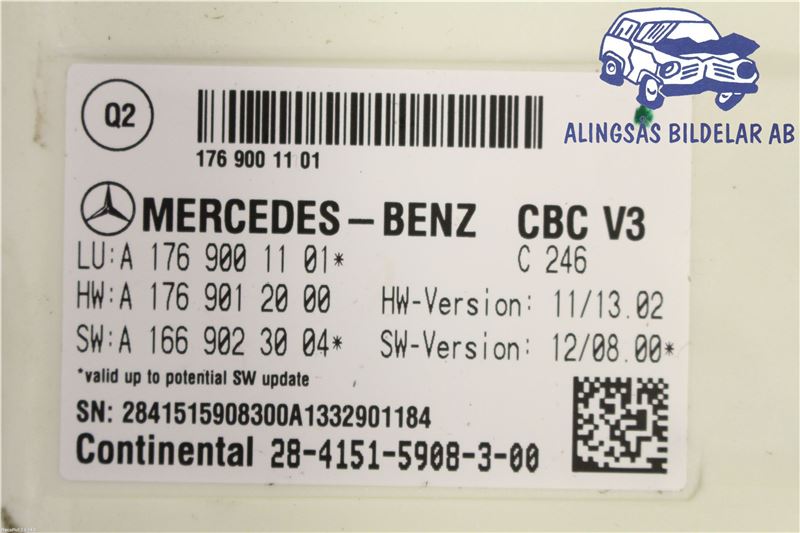 ALINGSÅS BILDELAR AB
Q2
176 900 11 01
MERCEDES-BENZ CBC V3
LU:A 176 900 11 01* C 246
HW:A 176 901 20 00 HW-Version: 11/13.02
SW:A 166 902 30 04* SW-Version: 12/08.00*
*valid up to potential SW update
SN: 2841515908300A1332901184
Continental 28-4151-5908-3-00